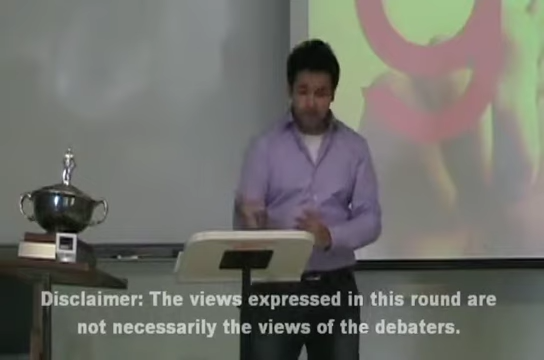 Disclaimer: The views expressed in this round are
not necessarily the views of the debaters.